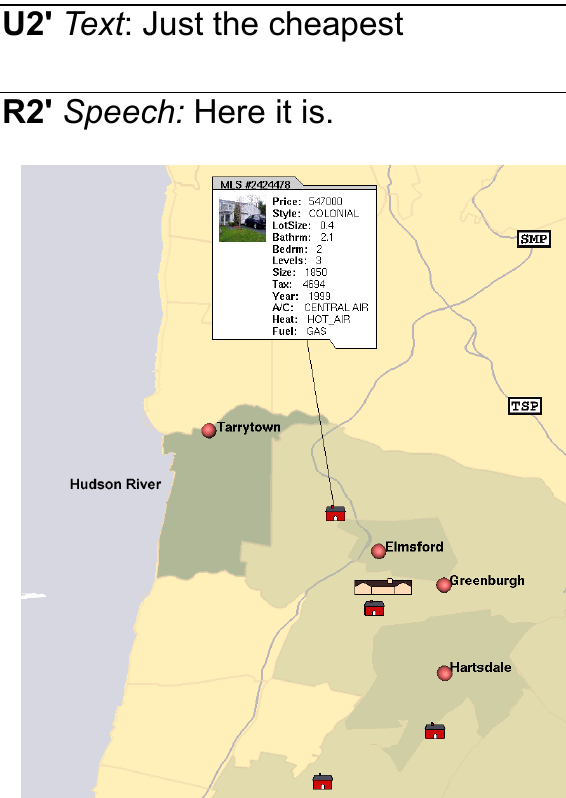 U2' Text: Just the cheapest
R2' Speech: Here it is.
MLS #2424478
Price: 547000
Style: COLONIAL
LotSize: 0.4
Bathrm: 2.1
Bedrm: 2
Levels: 3
Size: 1850
Tax: 4694
Year: 1999
A/C: CENTRAL AIR
Heat: HOT_AIR
Fuel: GAS
SMP
TSP
Tarrytown
Hudson River
Elmsford
Greenburgh
Hartsdale